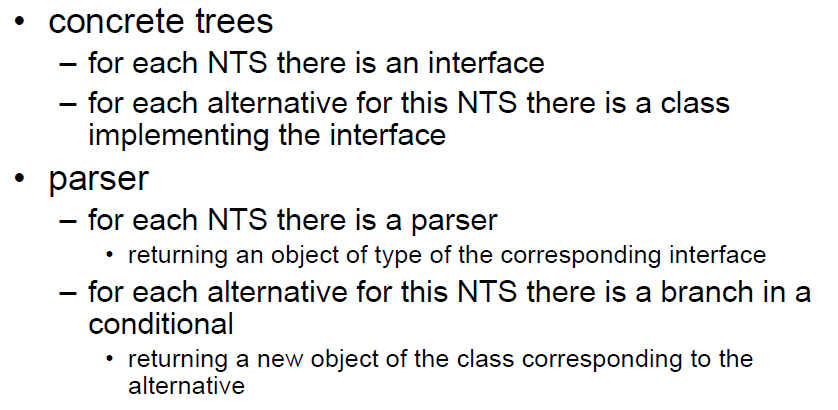 • concrete trees
– for each NTS there is an interface
– for each alternative for this NTS there is a class
implementing the interface
• parser
– for each NTS there is a parser
• returning an object of type of the corresponding interface
– for each alternative for this NTS there is a branch in a
conditional
• returning a new object of the class corresponding to the
alternative